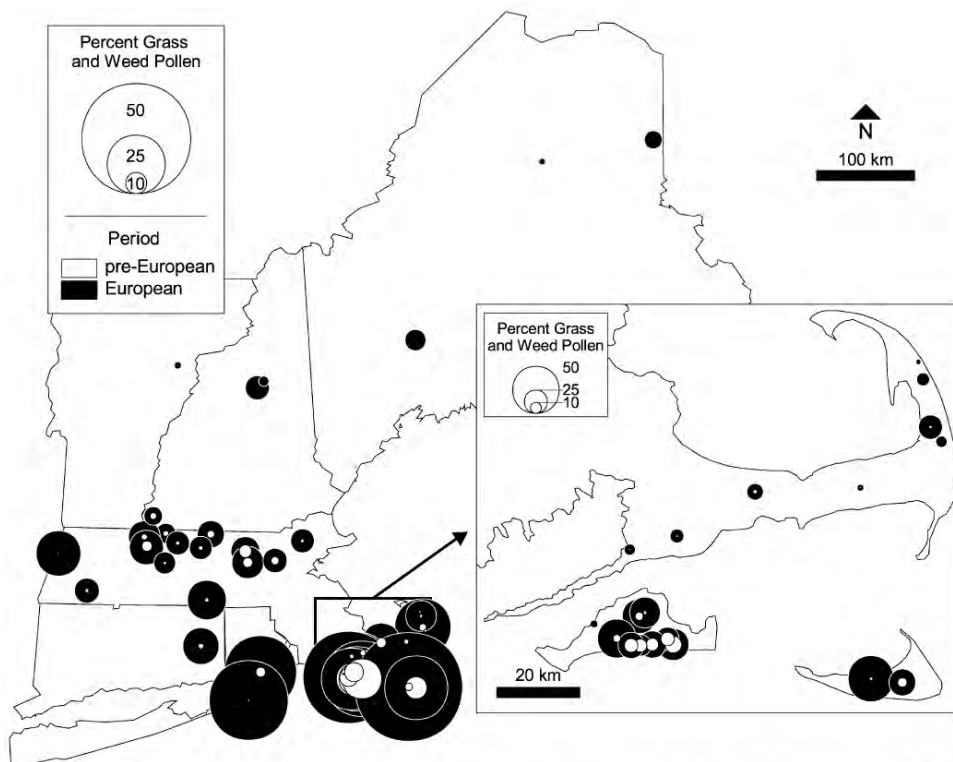 Percent Grass
and Weed Pollen
50
25
10
Period
pre-European
European
N
100 km
Percent Grass
and Weed Pollen
50
25
10
20 km